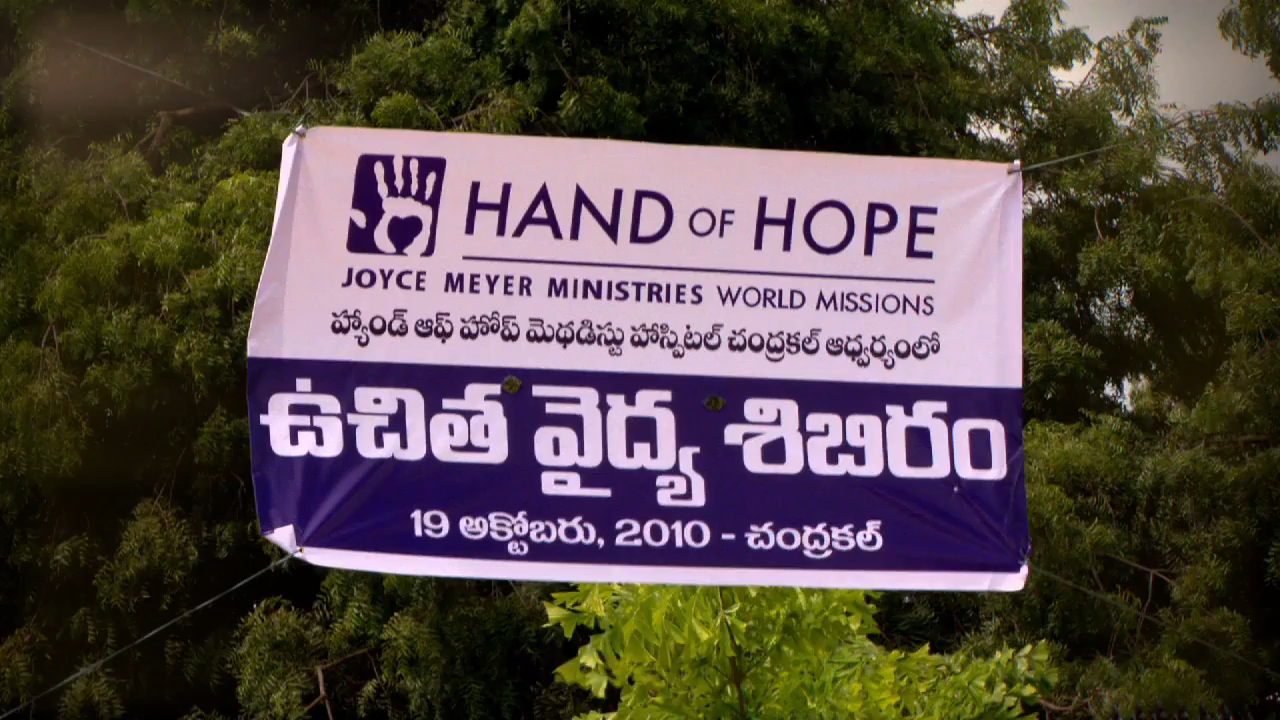 HAND OF HOPE
JOYCE MEYER MINISTRIES WORLD MISSIONS
హ్యాండ్ ఆఫ్ హోప్ మెథడిస్టు హాస్పిటల్ చంద్రకల్ ఆధ్వర్యంలో
ఉచిత వైద్య శిబిరం
19 అక్టోబరు, 2010 - చంద్రకల్